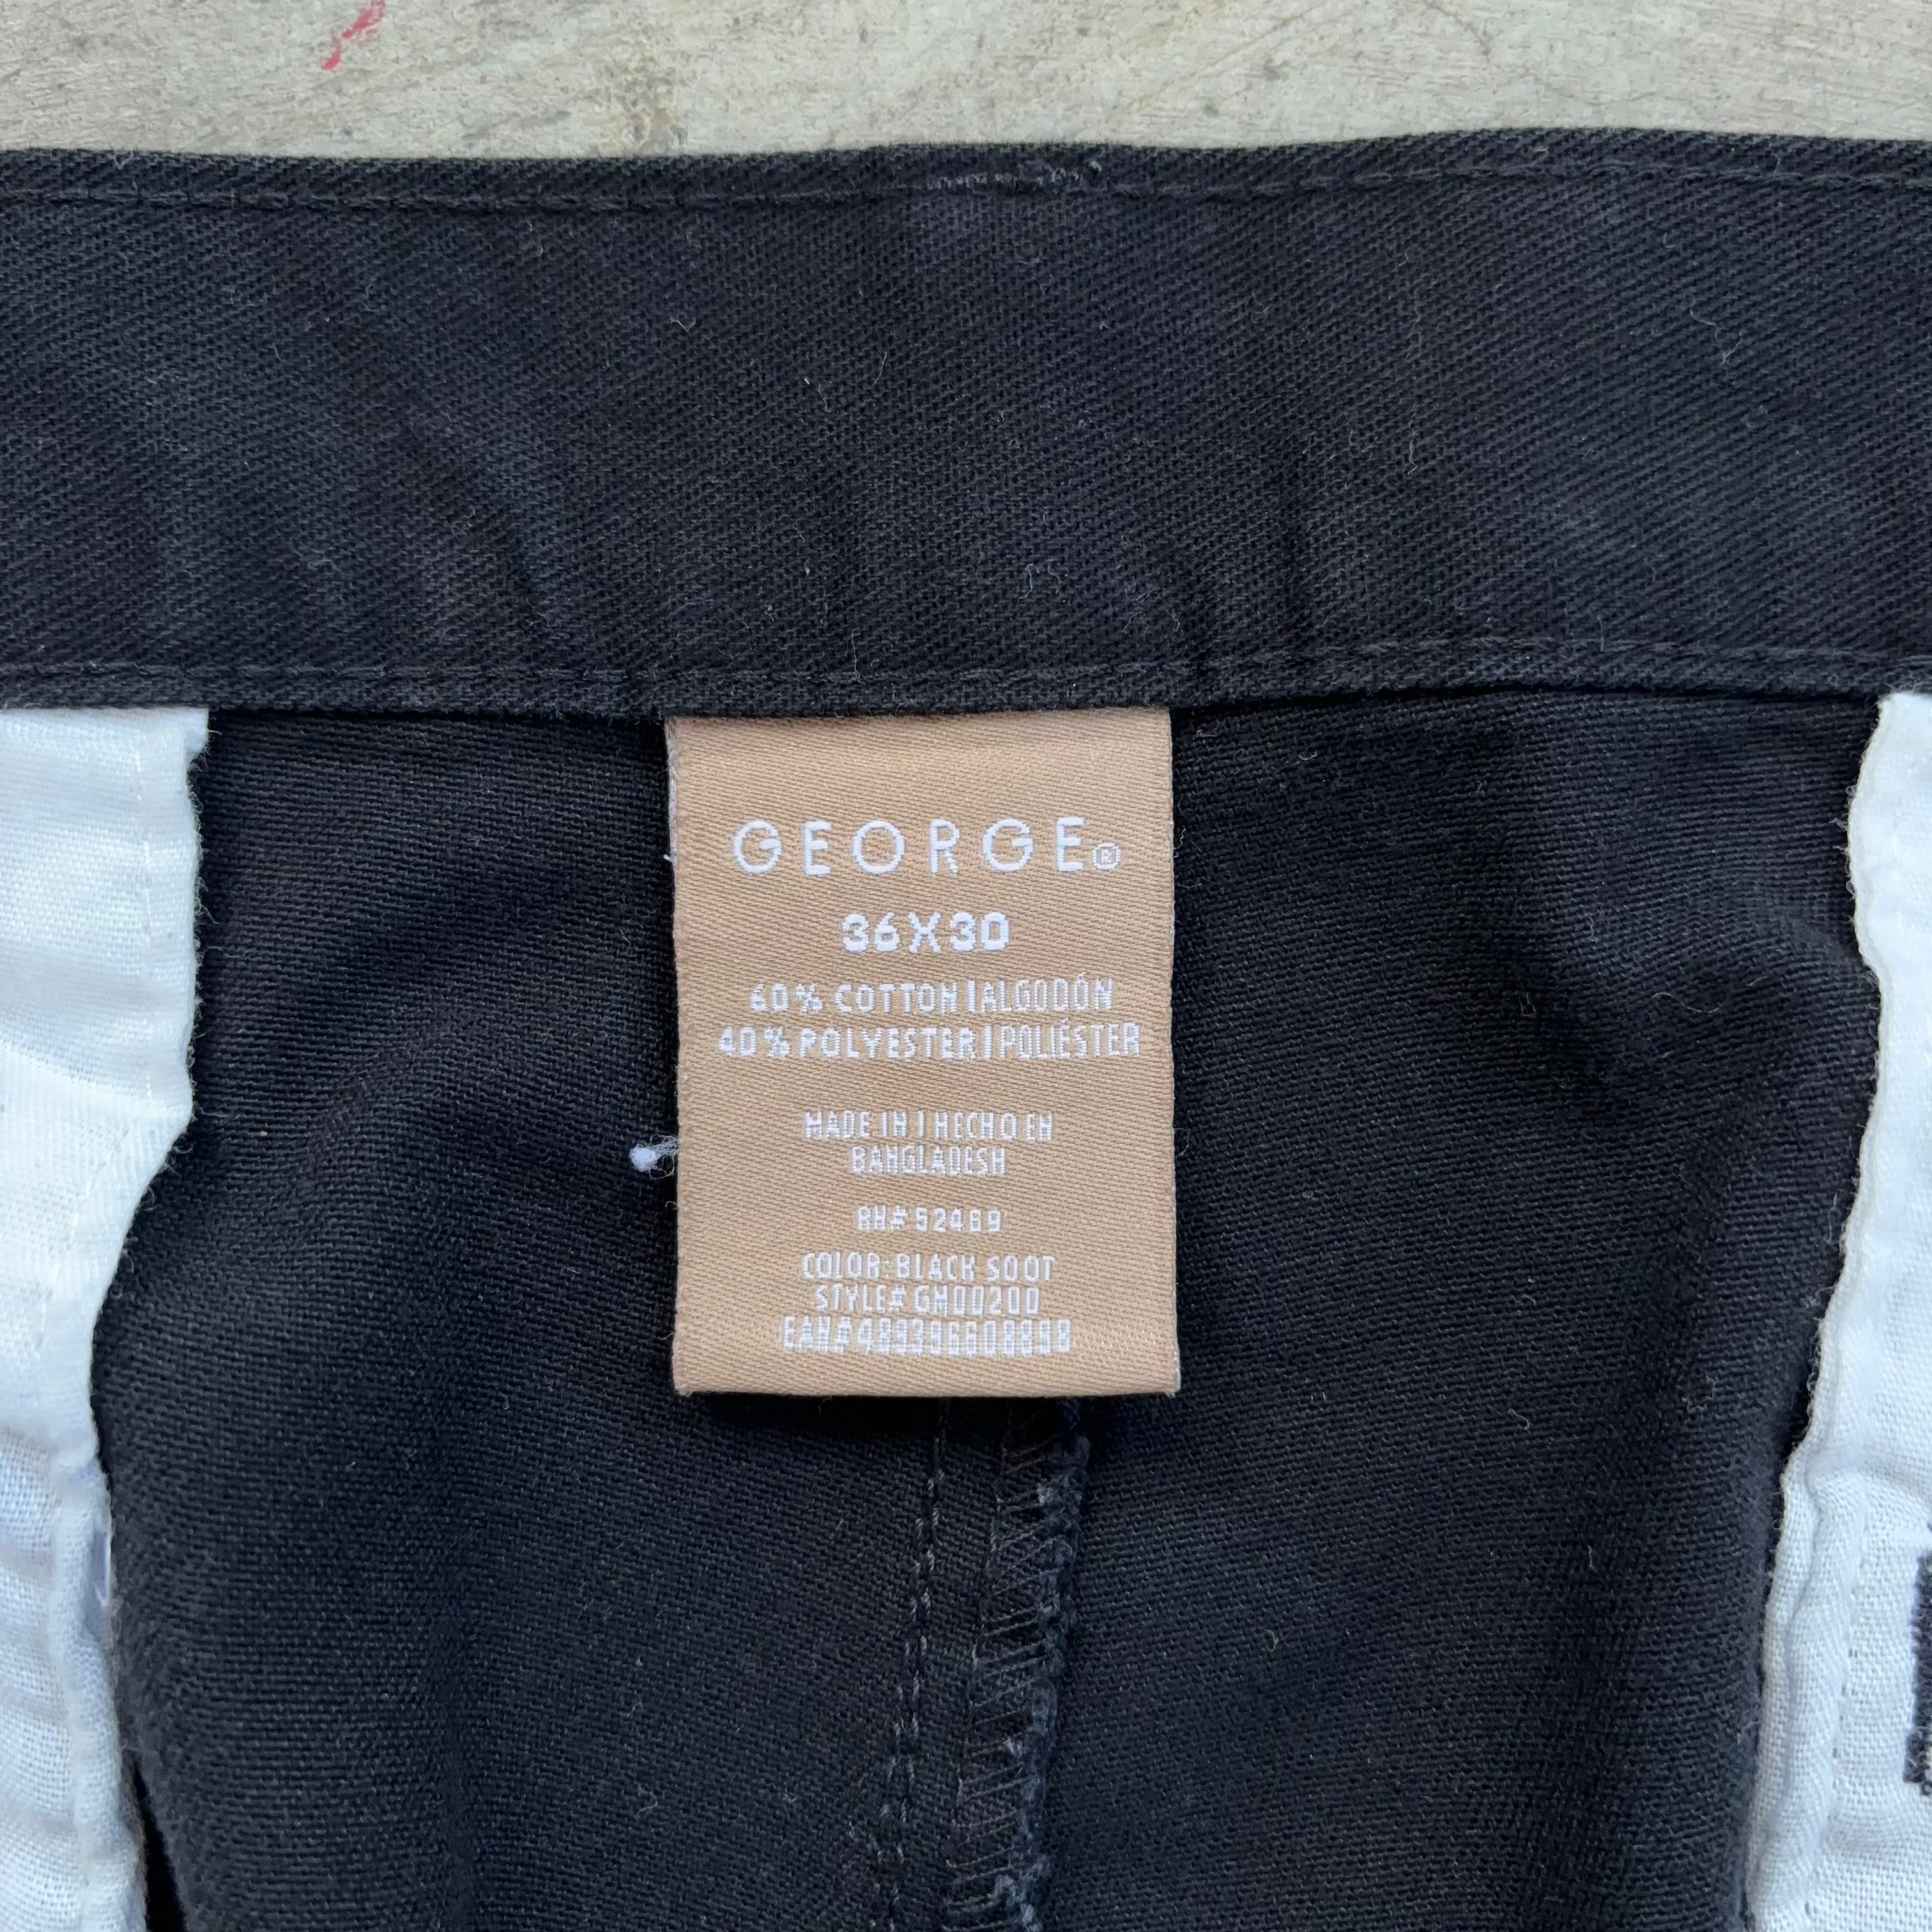 GEORGE®
36X30
60% COTTON | ALGODÓN
40% POLYESTER | POLIÉSTER
MADE IN | HECHO EN
BANGLADESH
RN# 52469
COLOR: BLACK SOOT
STYLE# GM00200